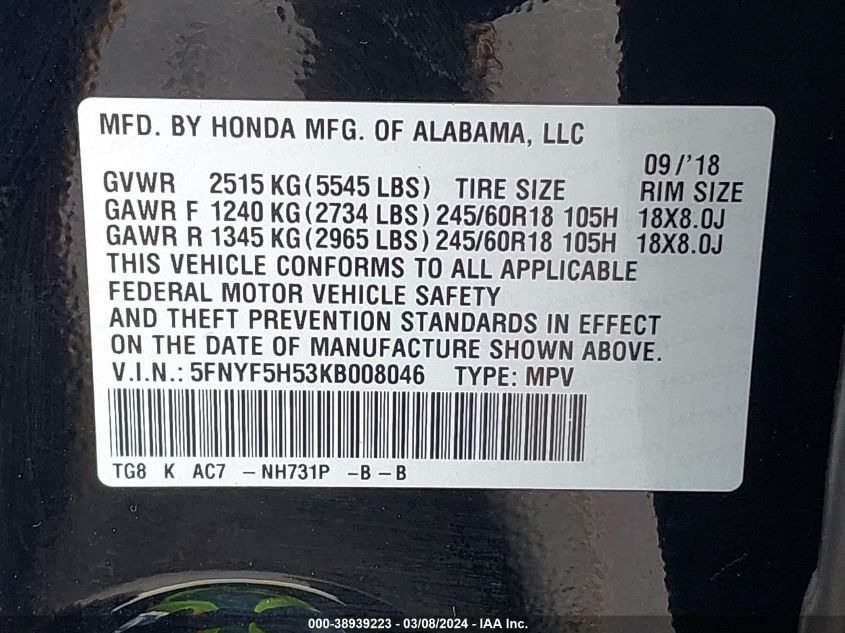 MFD. BY HONDA MFG. OF ALABAMA, LLC
09/'18
GVWR 2515 KG (5545 LBS) TIRE SIZE RIM SIZE
GAWR F 1240 KG (2734 LBS) 245/60R18 105H 18X8.0J
GAWR R 1345 KG (2965 LBS) 245/60R18 105H 18X8.0J
THIS VEHICLE CONFORMS TO ALL APPLICABLE
FEDERAL MOTOR VEHICLE SAFETY
AND THEFT PREVENTION STANDARDS IN EFFECT
ON THE DATE OF MANUFACTURE SHOWN ABOVE.
V.I.N.: 5FNYF5H53KB008046 TYPE: MPV
TG8 K AC7 -NH731P -B-B
000-38939223 - 03/08/2024 - IAA Inc.